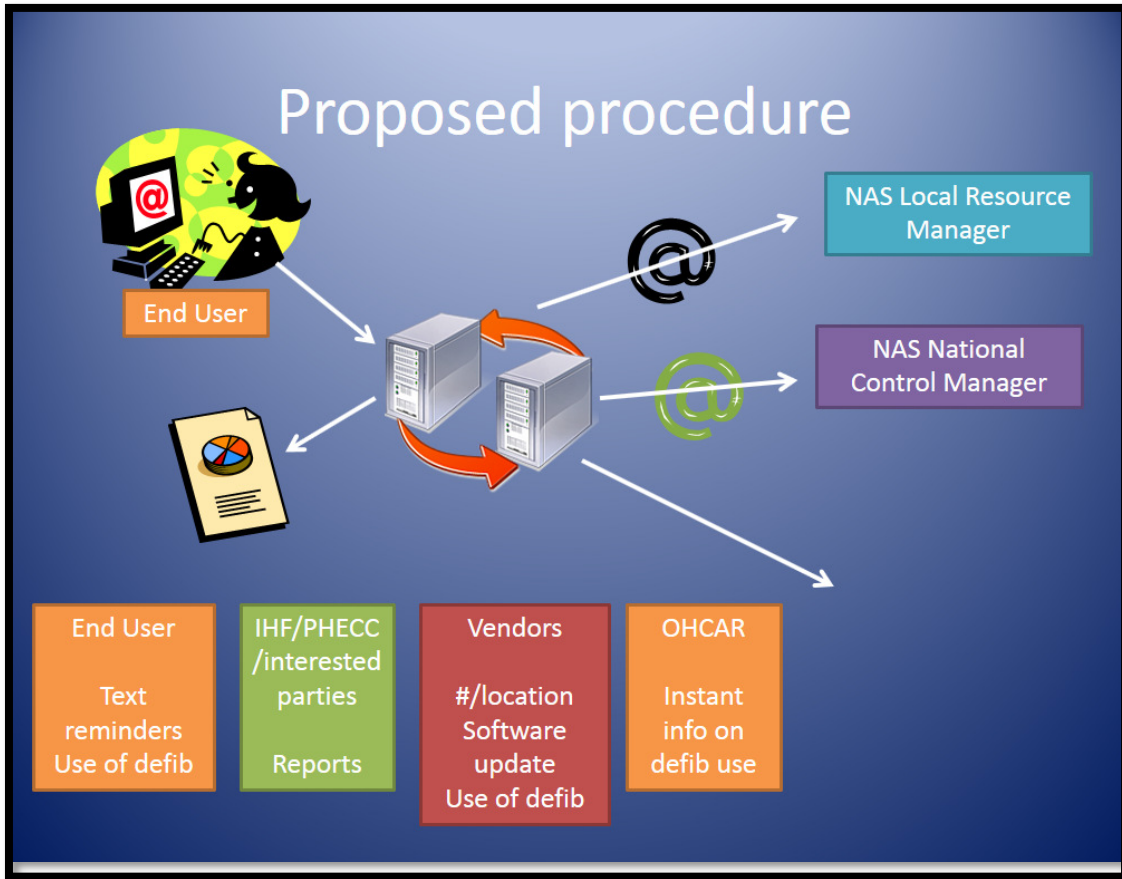 Proposed procedure
@
End User
@
NAS Local Resource
Manager
@
NAS National
Control Manager
End User
Text
reminders
Use of defib
IHF/PHECC
/interested
parties
Reports
Vendors
#/location
Software
update
Use of defib
OHCAR
Instant
info on
defib use